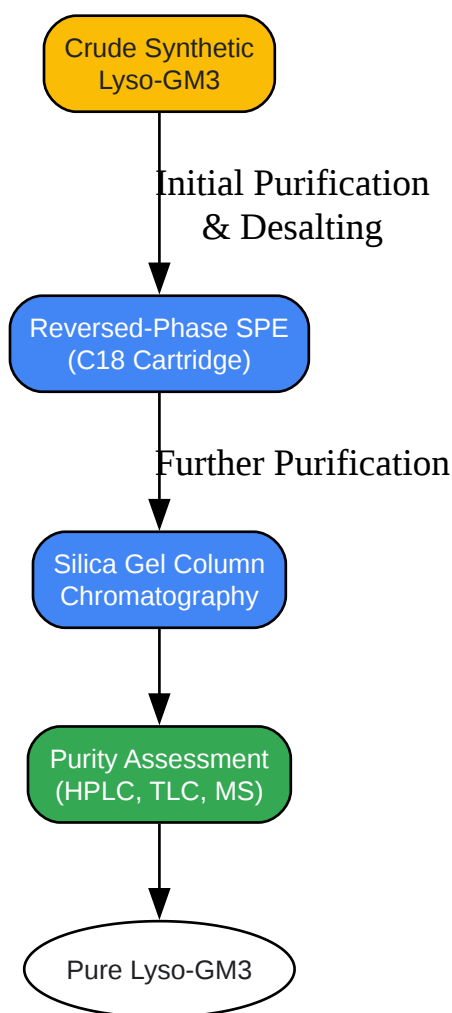 Crude Synthetic
Lyso-GM3
Initial Purification
& Desalting
Reversed-Phase SPE
(C18 Cartridge)
Further Purification
Silica Gel Column
Chromatography
Purity Assessment
(HPLC, TLC, MS)
Pure Lyso-GM3